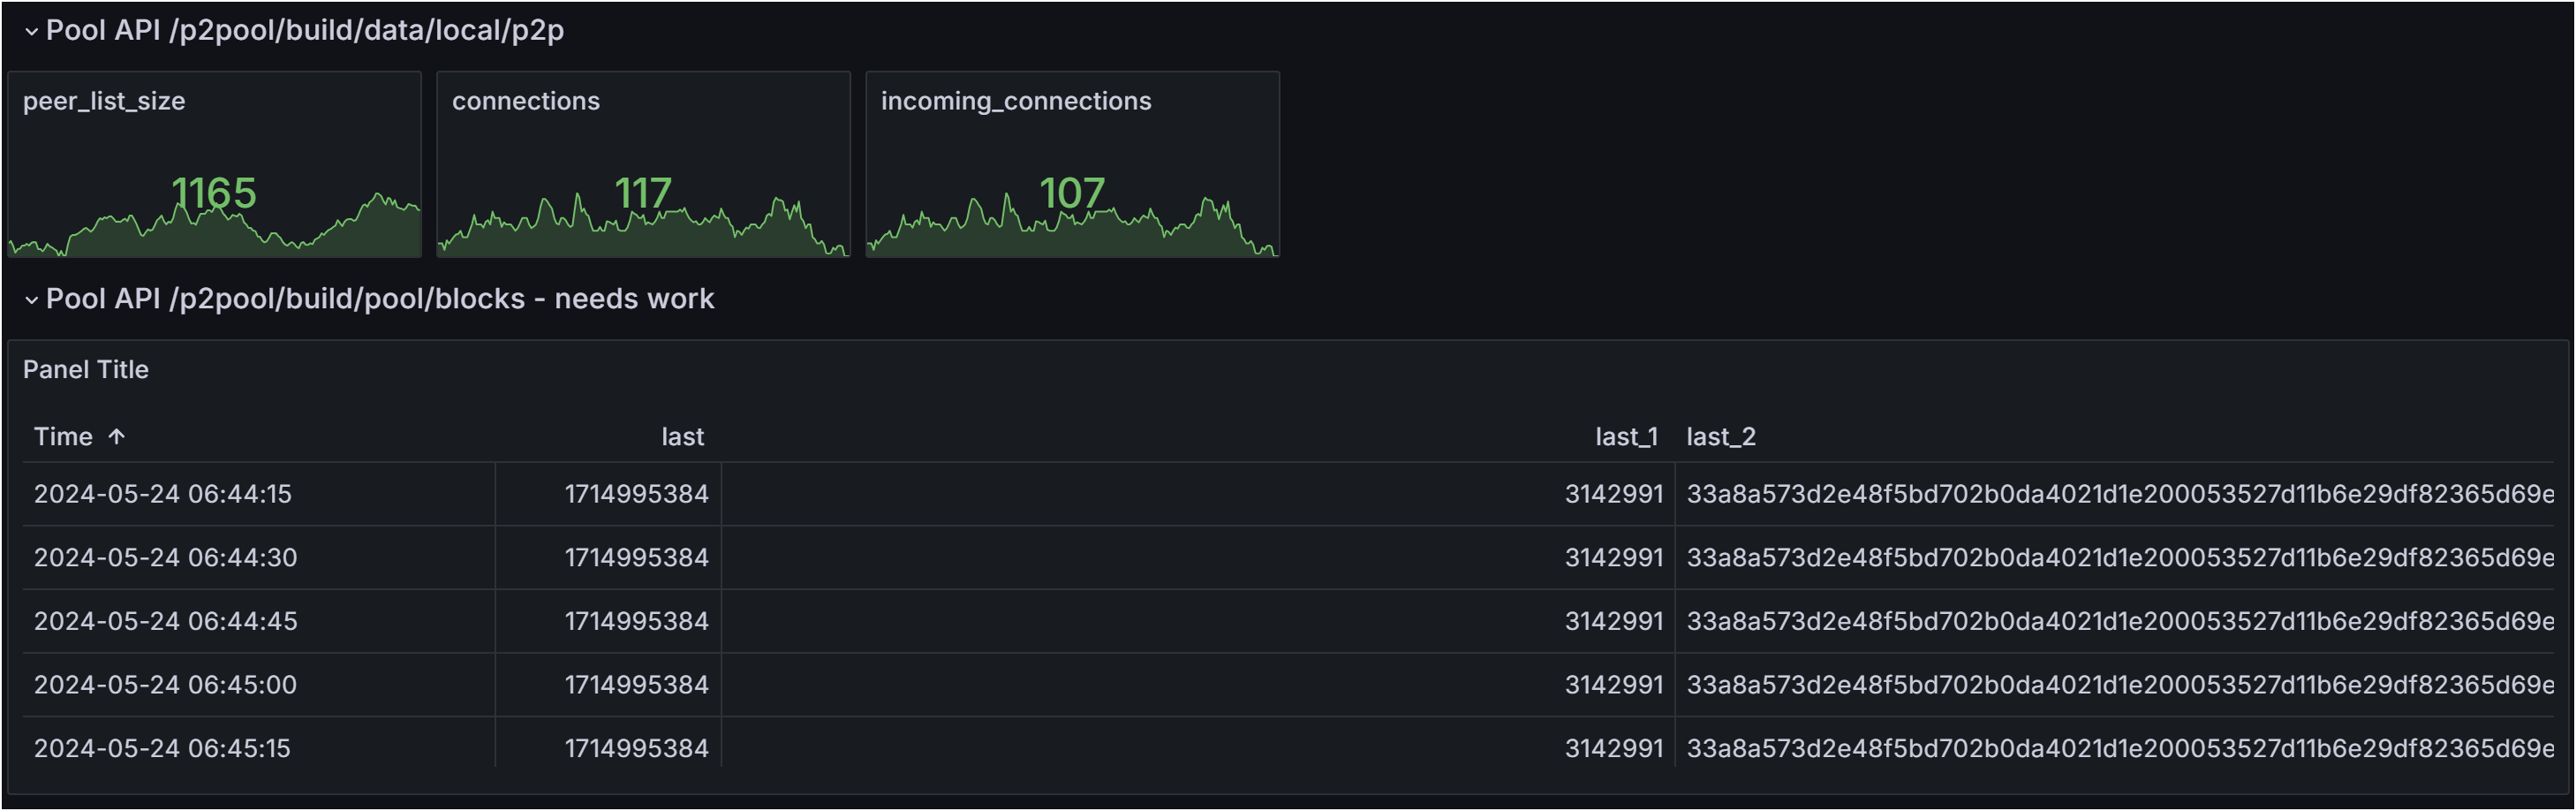 Pool API /p2pool/build/data/local/p2p
peer_list_size
1165
connections
117
incoming_connections
107
Pool API /p2pool/build/pool/blocks - needs work
Panel Title
Time ↑ last last_1 last_2
2024-05-24 06:44:15 1714995384 3142991 33a8a573d2e48f5bd702b0da4021d1e200053527d11b6e29df82365d69e
2024-05-24 06:44:30 1714995384 3142991 33a8a573d2e48f5bd702b0da4021d1e200053527d11b6e29df82365d69e
2024-05-24 06:44:45 1714995384 3142991 33a8a573d2e48f5bd702b0da4021d1e200053527d11b6e29df82365d69e
2024-05-24 06:45:00 1714995384 3142991 33a8a573d2e48f5bd702b0da4021d1e200053527d11b6e29df82365d69e
2024-05-24 06:45:15 1714995384 3142991 33a8a573d2e48f5bd702b0da4021d1e200053527d11b6e29df82365d69e